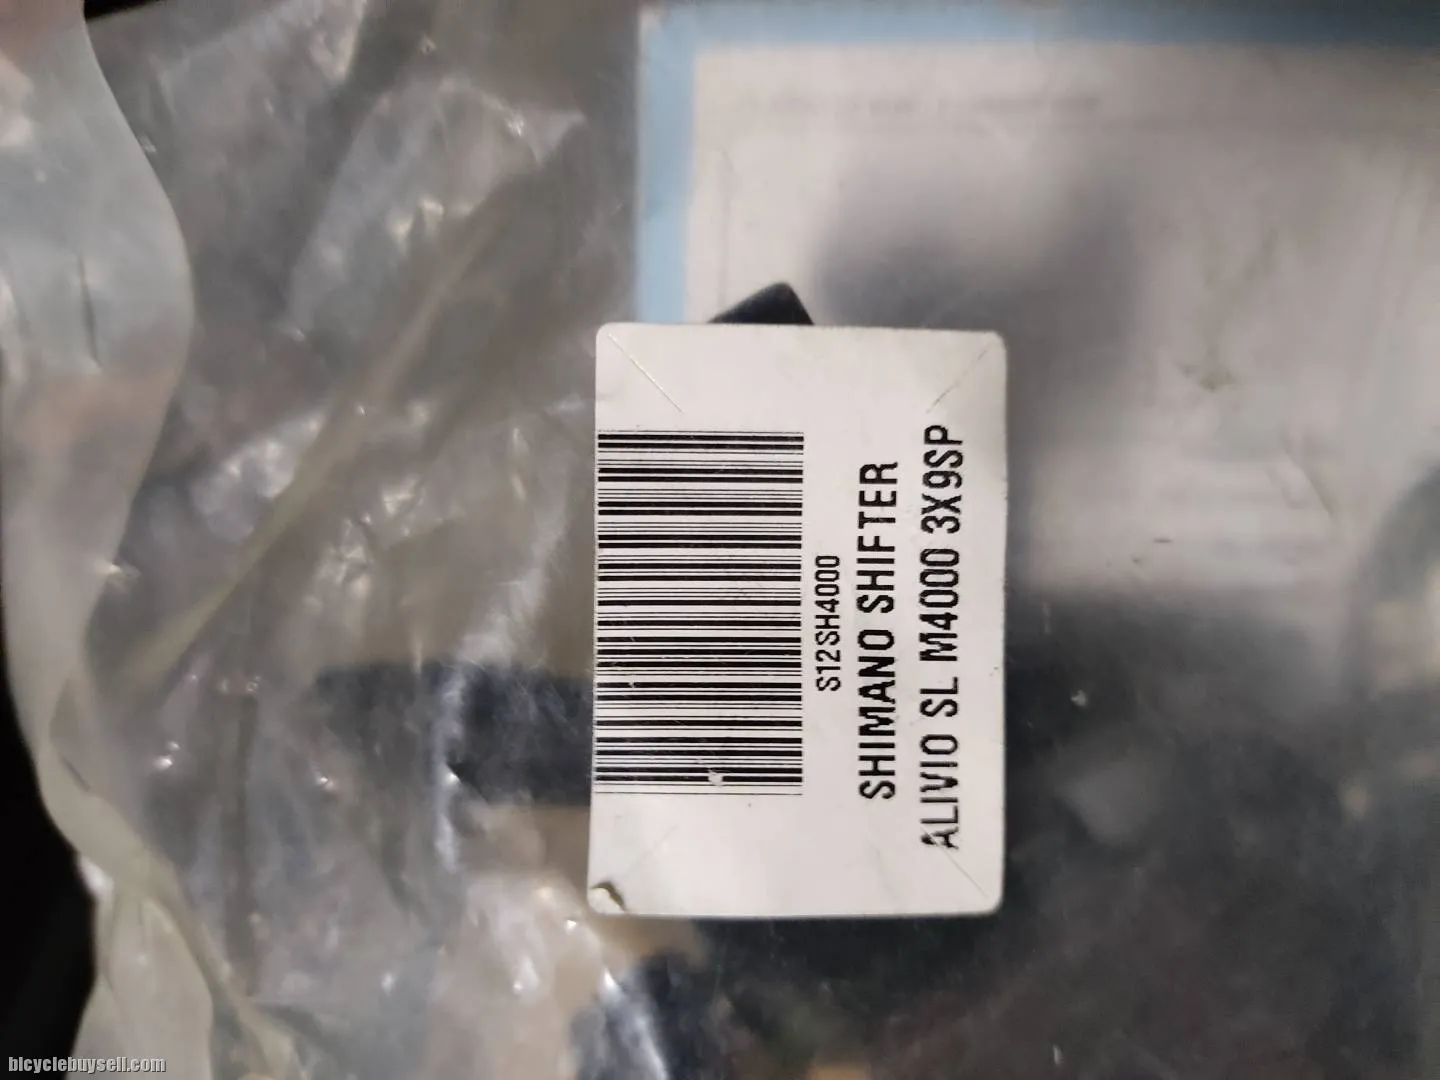 S12SH4000
SHIMANO SHIFTER
ALIVIO SL M4000 3X9SP
bicyclebuysell.com